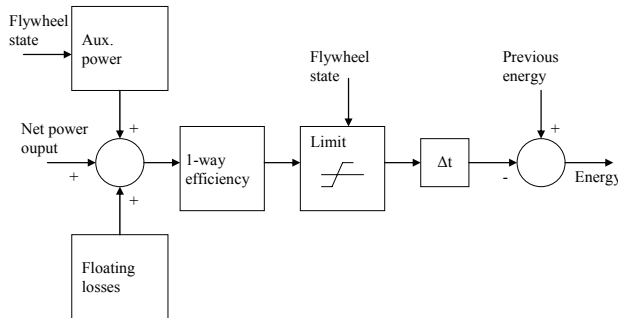 Flywheel
state
Aux.
power
Flywheel
state
Previous
energy
+
+
Net power
ouput
+
1-way
efficiency
Limit
Δt
-
Energy
+
Floating
losses